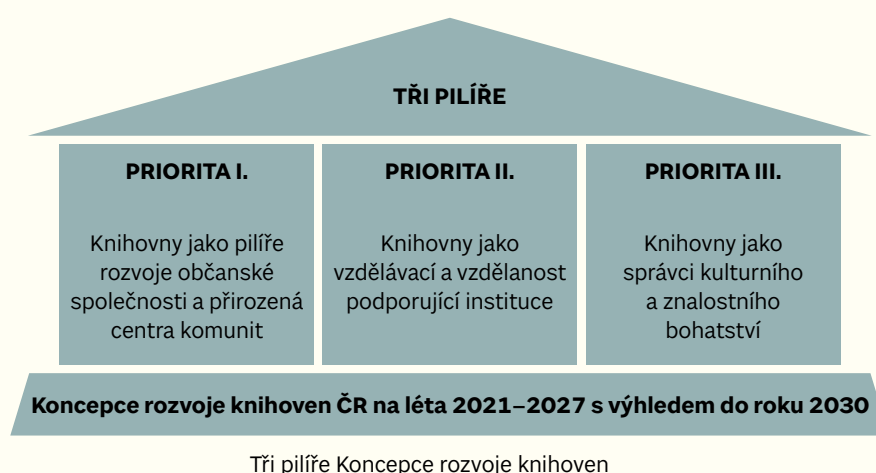 TŘI PILÍŘE
PRIORITA I.
Knihovny jako pilíře
rozvoje občanské
společnosti a přirozená
centra komunit
PRIORITA II.
Knihovny jako
vzdělávací a vzdělanost
podporující instituce
PRIORITA III.
Knihovny jako
správci kulturního
a znalostního
bohatství
Koncepce rozvoje knihoven ČR na léta 2021–2027 s výhledem do roku 2030
Tři pilíře Koncepce rozvoje knihoven